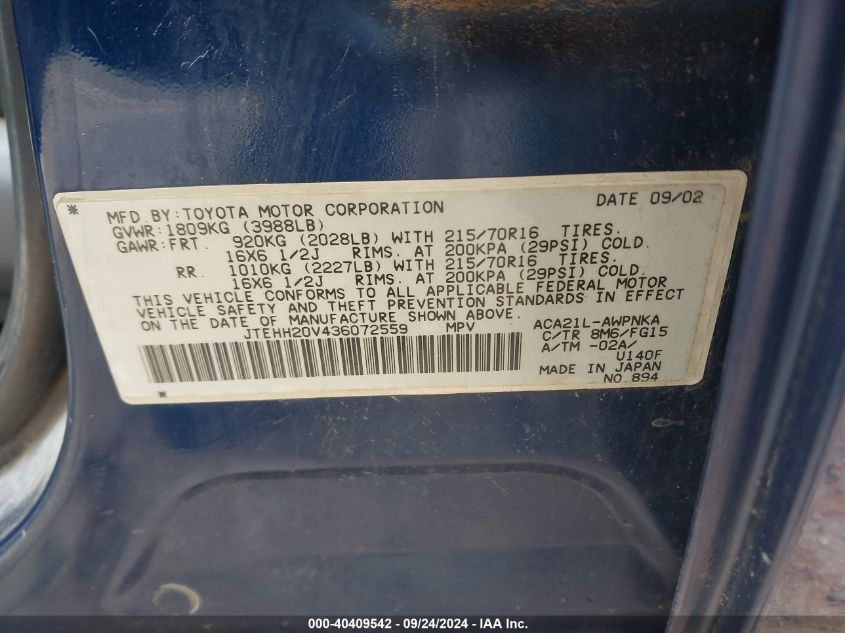 * MFD BY:TOYOTA MOTOR CORPORATION DATE 09/02
GVWR:1809KG (3988LB)
GAWR:FRT. 920KG (2028LB) WITH 215/70R16 TIRES.
16X6 1/2J RIMS. AT 200KPA (29PSI) COLD.
RR. 1010KG (2227LB) WITH 215/70R16 TIRES.
16X6 1/2J RIMS. AT 200KPA (29PSI) COLD.
THIS VEHICLE CONFORMS TO ALL APPLICABLE FEDERAL MOTOR
VEHICLE SAFETY AND THEFT PREVENTION STANDARDS IN EFFECT
ON THE DATE OF MANUFACTURE SHOWN ABOVE.
JTEHH20V436072559 MPV ACA21L-AWPNKA
C/TR 8M6/FG15
A/TM -02A/
U140F
MADE IN JAPAN
* NO.894
000-40409542 - 09/24/2024 - IAA Inc.